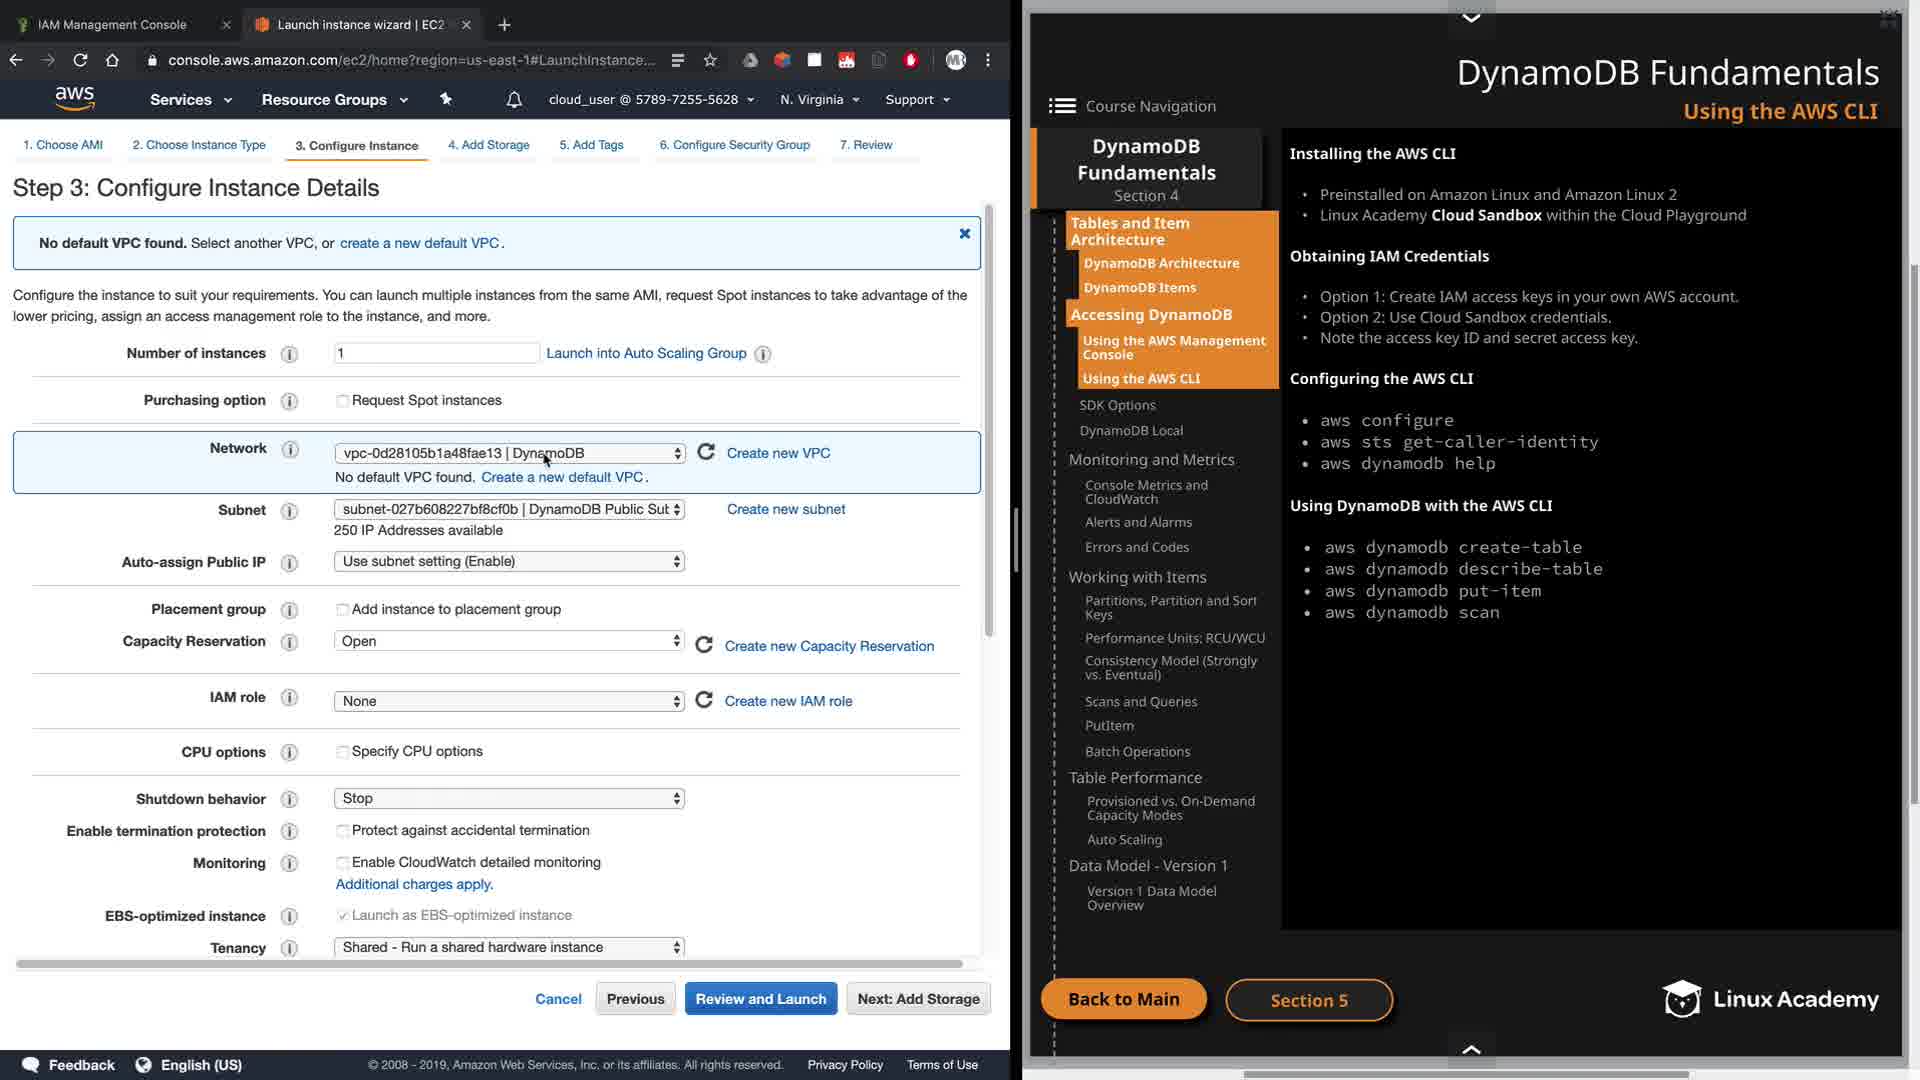 IAM Management Console
Launch instance wizard | EC2
console.aws.amazon.com/ec2/home?region=us-east-1#LaunchInstance...
aws
Services
Resource Groups
cloud_user @ 5789-7255-5628
N. Virginia
Support
1. Choose AMI
2. Choose Instance Type
3. Configure Instance
4. Add Storage
5. Add Tags
6. Configure Security Group
7. Review
Step 3: Configure Instance Details
No default VPC found. Select another VPC, or create a new default VPC.
Configure the instance to suit your requirements. You can launch multiple instances from the same AMI, request Spot instances to take advantage of the
lower pricing, assign an access management role to the instance, and more.
Number of instances
1
Launch into Auto Scaling Group
Purchasing option
Request Spot instances
Network
vpc-0d28105b1a48fae13 | DynamoDB
Create new VPC
No default VPC found. Create a new default VPC.
Subnet
subnet-027b608227bf8cf0b | DynamoDB Public Sut
Create new subnet
250 IP Addresses available
Auto-assign Public IP
Use subnet setting (Enable)
Placement group
Add instance to placement group
Capacity Reservation
Open
Create new Capacity Reservation
IAM role
None
Create new IAM role
CPU options
Specify CPU options
Shutdown behavior
Stop
Enable termination protection
Protect against accidental termination
Monitoring
Enable CloudWatch detailed monitoring
Additional charges apply.
EBS-optimized instance
Launch as EBS-optimized instance
Tenancy
Shared - Run a shared hardware instance
Cancel
Previous
Review and Launch
Next: Add Storage
Feedback
English (US)
© 2008 - 2019, Amazon Web Services, Inc. or its affiliates. All rights reserved.
Privacy Policy
Terms of Use
DynamoDB Fundamentals
Using the AWS CLI
Course Navigation
DynamoDB
Fundamentals
Section 4
Tables and Item
Architecture
DynamoDB Architecture
DynamoDB Items
Accessing DynamoDB
Using the AWS Management
Console
Using the AWS CLI
SDK Options
DynamoDB Local
Monitoring and Metrics
Console Metrics and
CloudWatch
Alerts and Alarms
Errors and Codes
Working with Items
Partitions, Partition and Sort
Keys
Performance Units: RCU/WCU
Consistency Model (Strongly
vs. Eventual)
Scans and Queries
PutItem
Batch Operations
Table Performance
Provisioned vs. On-Demand
Capacity Modes
Auto Scaling
Data Model - Version 1
Version 1 Data Model
Overview
Installing the AWS CLI
• Preinstalled on Amazon Linux and Amazon Linux 2
• Linux Academy Cloud Sandbox within the Cloud Playground
Obtaining IAM Credentials
• Option 1: Create IAM access keys in your own AWS account.
• Option 2: Use Cloud Sandbox credentials.
• Note the access key ID and secret access key.
Configuring the AWS CLI
• aws configure
• aws sts get-caller-identity
• aws dynamodb help
Using DynamoDB with the AWS CLI
• aws dynamodb create-table
• aws dynamodb describe-table
• aws dynamodb put-item
• aws dynamodb scan
Back to Main
Section 5
Linux Academy